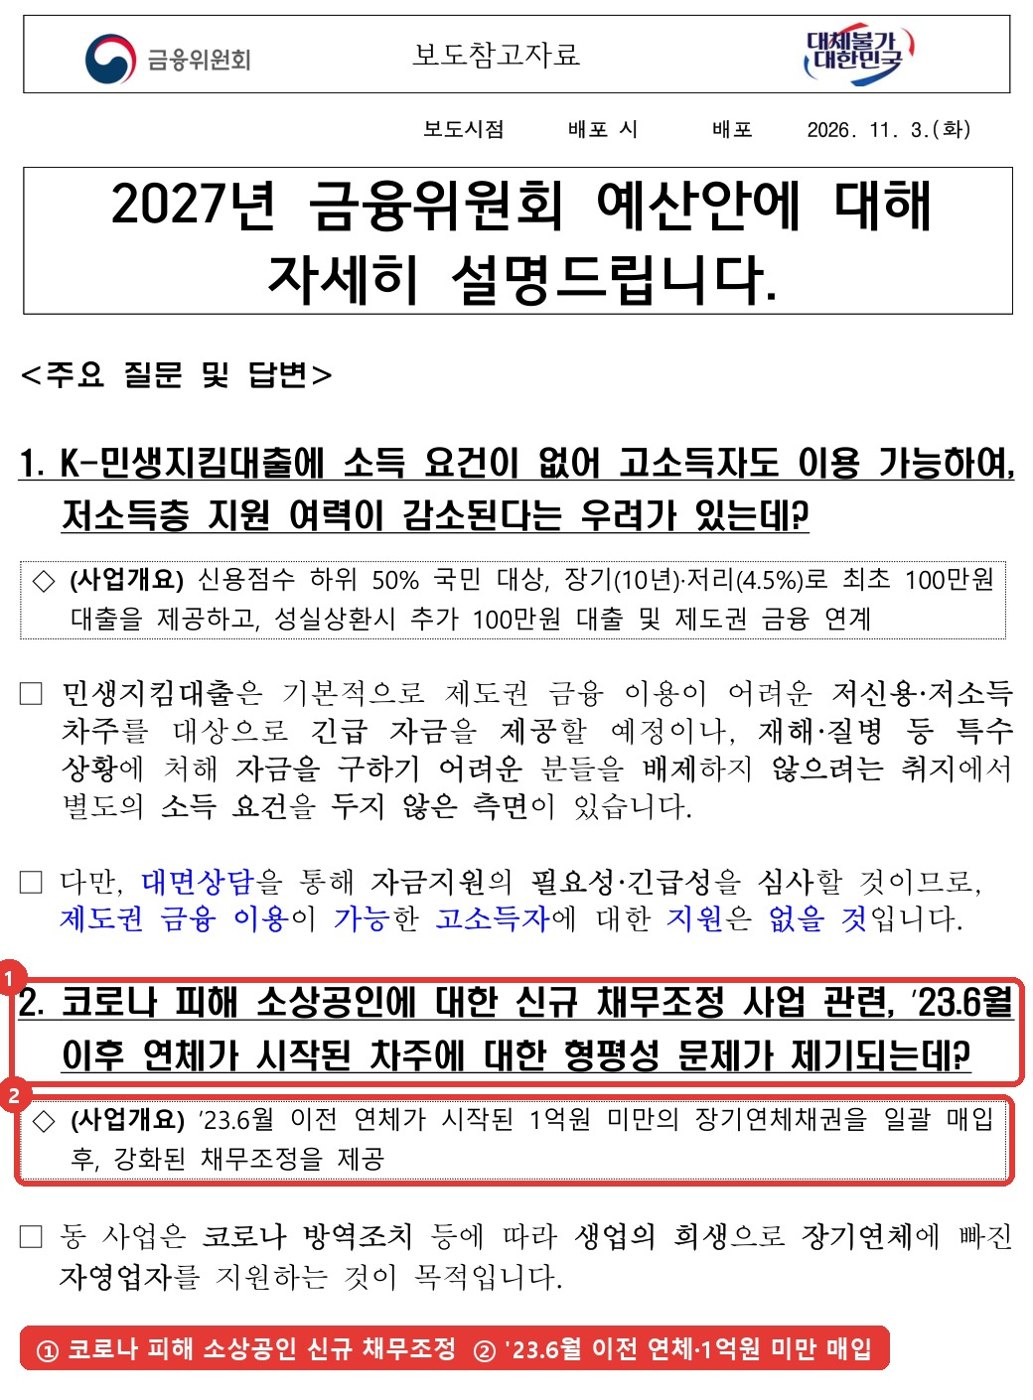 금융위원회
보도참고자료
대체불가
대한민국
보도시점 배포 시 배포 2026. 11. 3.(화)
2027년 금융위원회 예산안에 대해
자세히 설명드립니다.
<주요 질문 및 답변>
1. K-민생지킴대출에 소득 요건이 없어 고소득자도 이용 가능하여,
저소득층 지원 여력이 감소된다는 우려가 있는데?
◇ (사업개요) 신용점수 하위 50% 국민 대상, 장기(10년)·저리(4.5%)로 최초 100만원
대출을 제공하고, 성실상환시 추가 100만원 대출 및 제도권 금융 연계
□ 민생지킴대출은 기본적으로 제도권 금융 이용이 어려운 저신용·저소득
차주를 대상으로 긴급 자금을 제공할 예정이나, 재해·질병 등 특수
상황에 처해 자금을 구하기 어려운 분들을 배제하지 않으려는 취지에서
별도의 소득 요건을 두지 않은 측면이 있습니다.
□ 다만, 대면상담을 통해 자금지원의 필요성·긴급성을 심사할 것이므로,
제도권 금융 이용이 가능한 고소득자에 대한 지원은 없을 것입니다.
1
2. 코로나 피해 소상공인에 대한 신규 채무조정 사업 관련, '23.6월
이후 연체가 시작된 차주에 대한 형평성 문제가 제기되는데?
2
◇ (사업개요) '23.6월 이전 연체가 시작된 1억원 미만의 장기연체채권을 일괄 매입
후, 강화된 채무조정을 제공
□ 동 사업은 코로나 방역조치 등에 따라 생업의 희생으로 장기연체에 빠진
자영업자를 지원하는 것이 목적입니다.
① 코로나 피해 소상공인 신규 채무조정 ② '23.6월 이전 연체·1억원 미만 매입